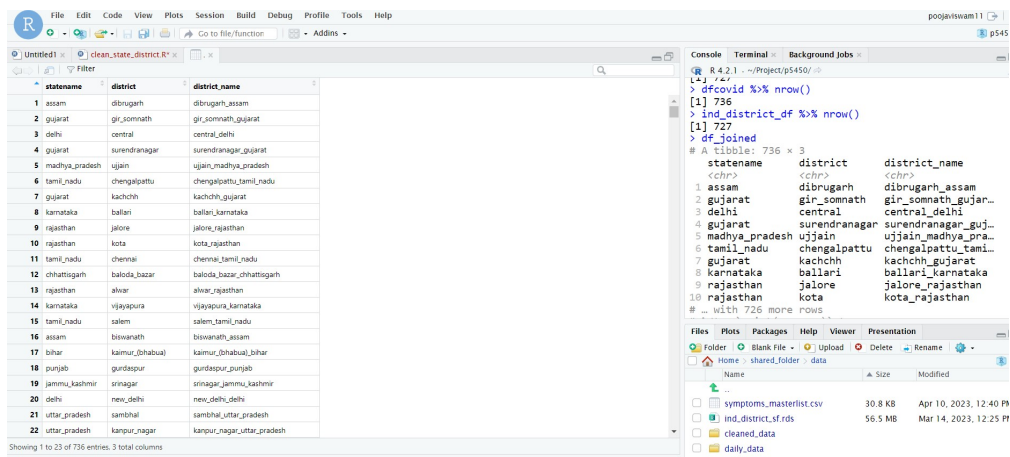 File Edit Code View Plots Session Build Debug Profile Tools Help
poojaviswam11
R
Go to file/function
Addins
p545
Untitled1 ×
clean_state_district.R* ×
. ×
Filter
statename district district_name
1 assam dibrugarh dibrugarh_assam
2 gujarat gir_somnath gir_somnath_gujarat
3 delhi central central_delhi
4 gujarat surendranagar surendranagar_gujarat
5 madhya_pradesh ujjain ujjain_madhya_pradesh
6 tamil_nadu chengalpattu chengalpattu_tamil_nadu
7 gujarat kachchh kachchh_gujarat
8 karnataka ballari ballari_karnataka
9 rajasthan jalore jalore_rajasthan
10 rajasthan kota kota_rajasthan
11 tamil_nadu chennai chennai_tamil_nadu
12 chhattisgarh baloda_bazar baloda_bazar_chhattisgarh
13 rajasthan alwar alwar_rajasthan
14 karnataka vijayapura vijayapura_karnataka
15 tamil_nadu salem salem_tamil_nadu
16 assam biswanath biswanath_assam
17 bihar kaimur_(bhabua) kaimur_(bhabua)_bihar
18 punjab gurdaspur gurdaspur_punjab
19 jammu_kashmir srinagar srinagar_jammu_kashmir
20 delhi new_delhi new_delhi_delhi
21 uttar_pradesh sambhal sambhal_uttar_pradesh
22 uttar_pradesh kanpur_nagar kanpur_nagar_uttar_pradesh
Showing 1 to 23 of 736 entries, 3 total columns
Console Terminal × Background Jobs ×
R 4.2.1 · ~/Project/p5450/
[1] 727
> dfcovid %>% nrow()
[1] 736
> ind_district_df %>% nrow()
[1] 727
> df_joined
# A tibble: 736 × 3
statename district district_name
<chr> <chr> <chr>
1 assam dibrugarh dibrugarh_assam
2 gujarat gir_somnath gir_somnath_gujar…
3 delhi central central_delhi
4 gujarat surendranagar surendranagar_guj…
5 madhya_pradesh ujjain ujjain_madhya_pra…
6 tamil_nadu chengalpattu chengalpattu_tami…
7 gujarat kachchh kachchh_gujarat
8 karnataka ballari ballari_karnataka
9 rajasthan jalore jalore_rajasthan
10 rajasthan kota kota_rajasthan
# … with 726 more rows
Files Plots Packages Help Viewer Presentation
Folder Blank File Upload Delete Rename
Home > shared_folder > data
Name Size Modified
..
symptoms_masterlist.csv 30.8 KB Apr 10, 2023, 12:40 PM
ind_district_sf.rds 56.5 MB Mar 14, 2023, 12:25 PM
cleaned_data
daily_data